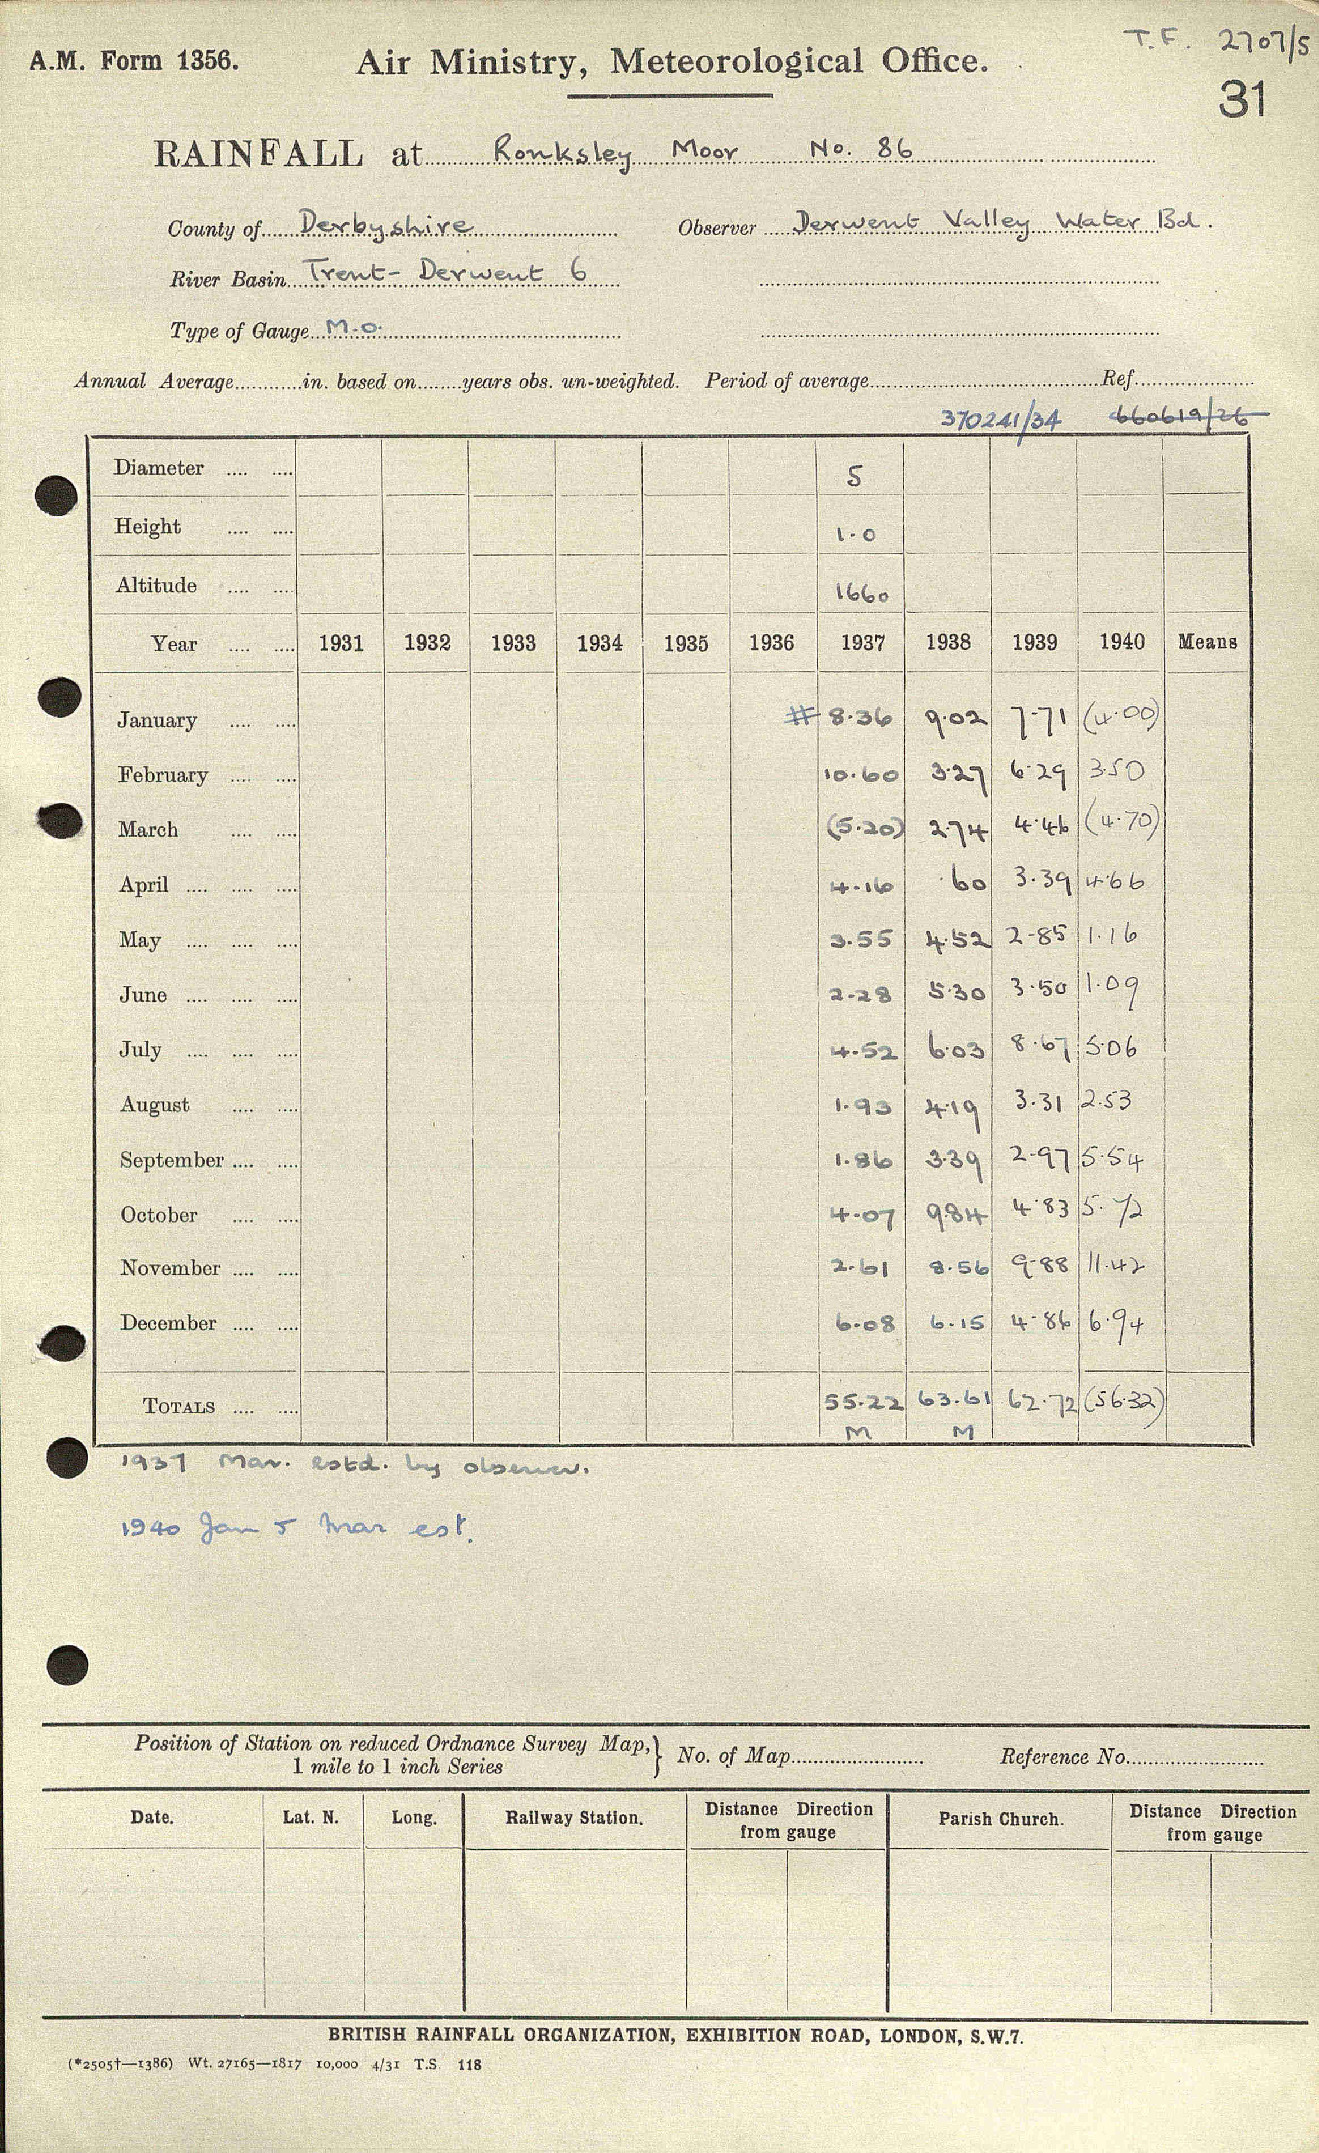 T.F. 2707/5
A.M. Form 1356. Air Ministry, Meteorological Office.
31
RAINFALL at Ronksley Moor No. 86
County of Derbyshire Observer Derwent Valley Water Bd.
River Basin Trent- Derwent 6
Type of Gauge M.O.
Annual Average............in. based on........years obs. un-weighted. Period of average.......................................Ref.....................
370241/34 660619/26
Diameter .... .... 5
Height .... .... 1.0
Altitude .... .... 1660
Year .... .... 1931 1932 1933 1934 1935 1936 1937 1938 1939 1940 Means
January .... .... # 8.36 9.02 7.71 (4.00)
February .... .... 10.60 3.27 6.29 3.50
March .... .... (5.20) 2.74 4.46 (4.70)
April .... .... .... 4.16 .60 3.39 4.66
May .... .... .... 3.55 4.52 2.85 1.16
June .... .... .... 2.28 5.30 3.50 1.09
July .... .... .... 4.52 6.03 8.67 5.06
August .... .... 1.93 4.19 3.31 2.53
September .... .... 1.86 3.39 2.97 5.54
October .... .... 4.07 9.84 4.83 5.72
November .... .... 2.61 8.56 9.88 11.42
December .... .... 6.08 6.15 4.86 6.94
TOTALS .... .... 55.22 63.61 62.72 (56.32)
M M
1937 Mar. estd. by observer.
1940 Jan & Mar est.
Position of Station on reduced Ordnance Survey Map,} No. of Map........................ Reference No.........................
1 mile to 1 inch Series
Date. Lat. N. Long. Railway Station. Distance Direction from gauge Parish Church. Distance Direction from gauge
BRITISH RAINFALL ORGANIZATION, EXHIBITION ROAD, LONDON, S.W.7.
(*2505†—1386) Wt. 27165—1817 10,000 4/31 T.S. 118